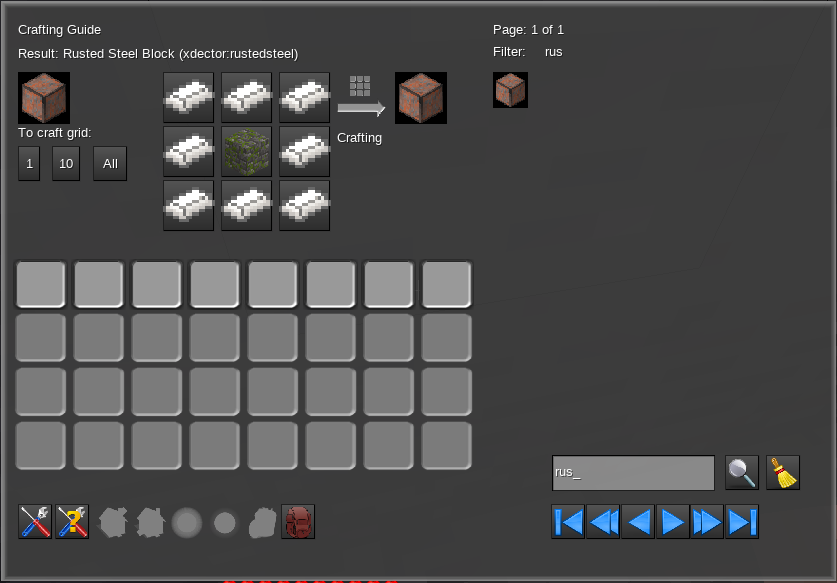 Crafting Guide
Result: Rusted Steel Block (xdector:rustedsteel)
To craft grid:
1 10 All
Crafting
Page: 1 of 1
Filter: rus
rus_